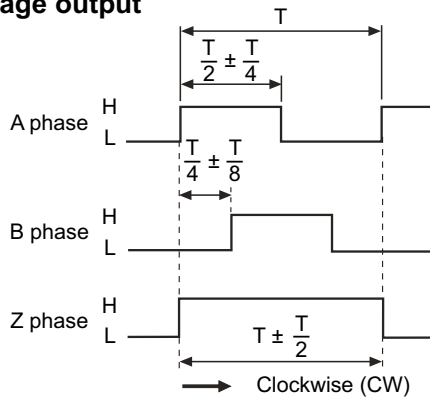 age output
T
T/2 ± T/4
A phase H
L
T/4 ± T/8
B phase H
L
Z phase H
L
T ± T/2
Clockwise (CW)